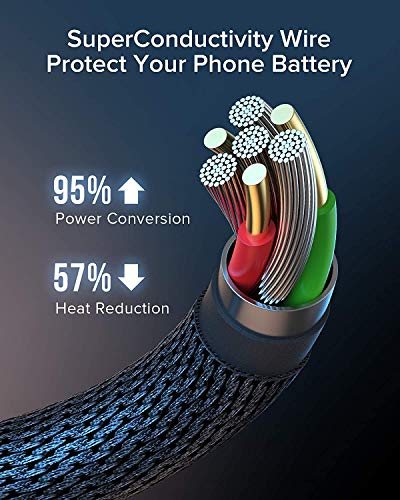 SuperConductivity Wire
Protect Your Phone Battery
95%
Power Conversion
57%
Heat Reduction